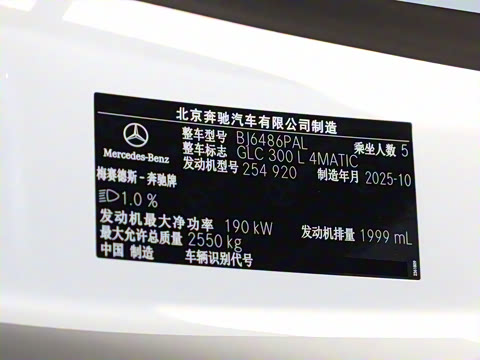 北京奔驰汽车有限公司制造
整车型号 BJ6486PAL 乘坐人数 5
Mercedes-Benz 整车标志 GLC 300 L 4MATIC
发动机型号 254 920 制造年月 2025-10
梅赛德斯-奔驰牌
1.0 %
发动机最大净功率 190 kW 发动机排量 1999 mL
最大允许总质量 2550 kg
中国 制造 车辆识别代号